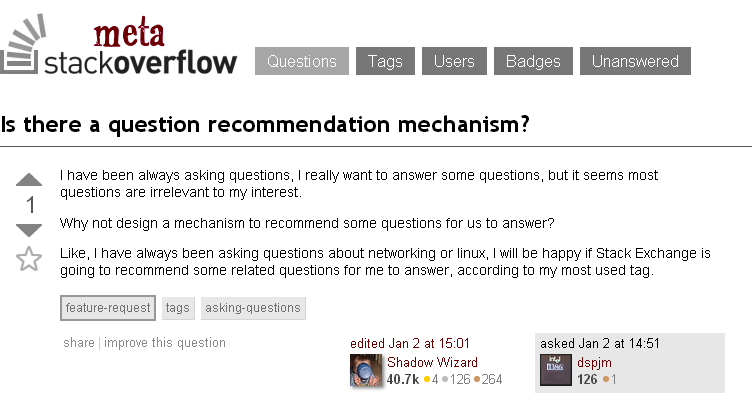 meta
stackoverflow
Questions Tags Users Badges Unanswered
Is there a question recommendation mechanism?
I have been always asking questions, I really want to answer some questions, but it seems most
questions are irrelevant to my interest.
1
Why not design a mechanism to recommend some questions for us to answer?
Like, I have always been asking questions about networking or linux, I will be happy if Stack Exchange is
going to recommend some related questions for me to answer, according to my most used tag.
feature-request tags asking-questions
share | improve this question
edited Jan 2 at 15:01
Shadow Wizard
40.7k ●4 ●126 ●264
asked Jan 2 at 14:51
intel
i386
dspjm
126 ●1